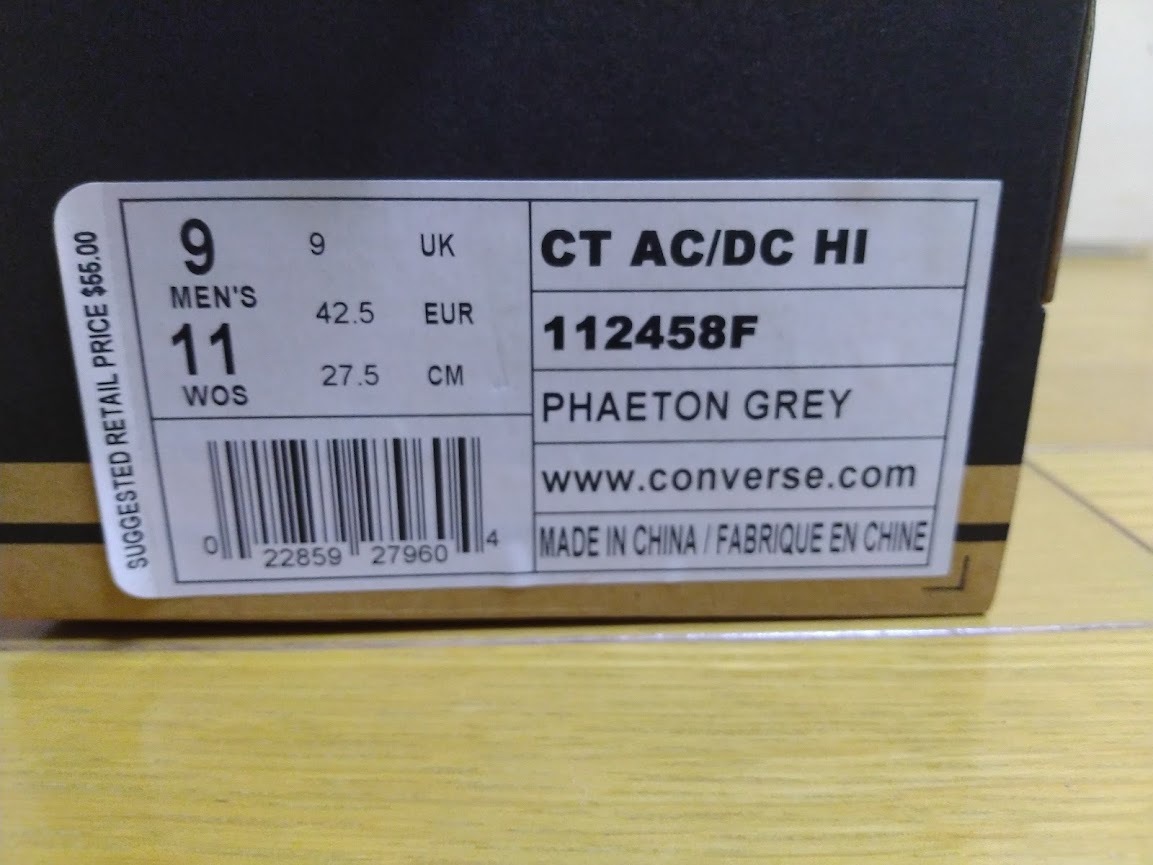 SUGGESTED RETAIL PRICE $55.00
9 9 UK
MEN'S
42.5 EUR
11
27.5 CM
WOS
0 22859 27960 4
CT AC/DC HI
112458F
PHAETON GREY
www.converse.com
MADE IN CHINA / FABRIQUE EN CHINE